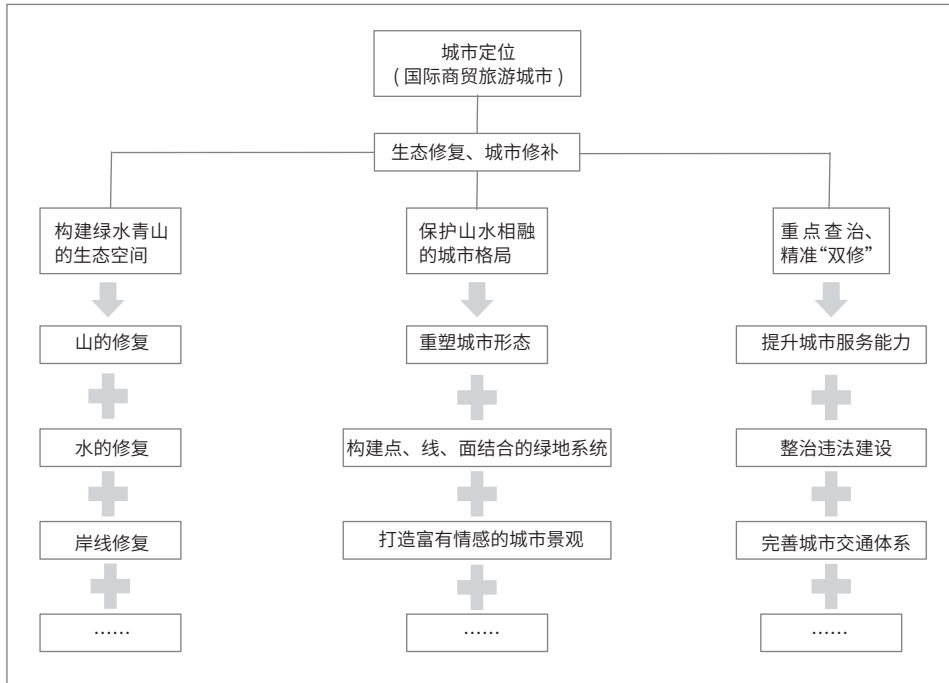 城市定位
(国际商贸旅游城市)
生态修复、城市修补
构建绿水青山
的生态空间
山的修复
水的修复
岸线修复
……
保护山水相融
的城市格局
重塑城市形态
构建点、线、面结合的绿地系统
打造富有情感的城市景观
……
重点查治、
精准“双修”
提升城市服务能力
整治违法建设
完善城市交通体系
……